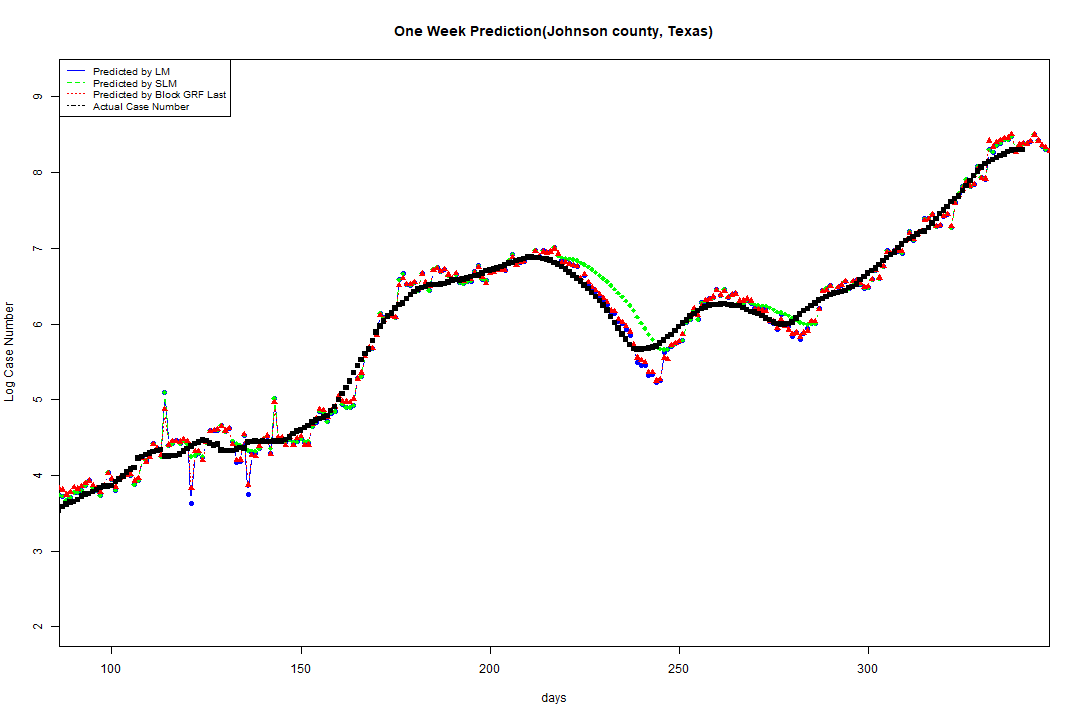 One Week Prediction(Johnson county, Texas)
Predicted by LM
Predicted by SLM
Predicted by Block GRF Last
Actual Case Number
9
8
7
6
5
4
3
2
Log Case Number
100 150 200 250 300
days